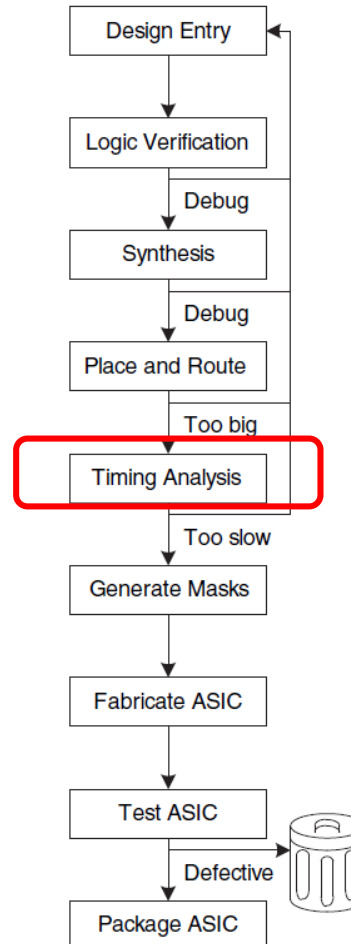 Design Entry
Logic Verification
Debug
Synthesis
Debug
Place and Route
Too big
Timing Analysis
Too slow
Generate Masks
Fabricate ASIC
Test ASIC
Defective
Package ASIC